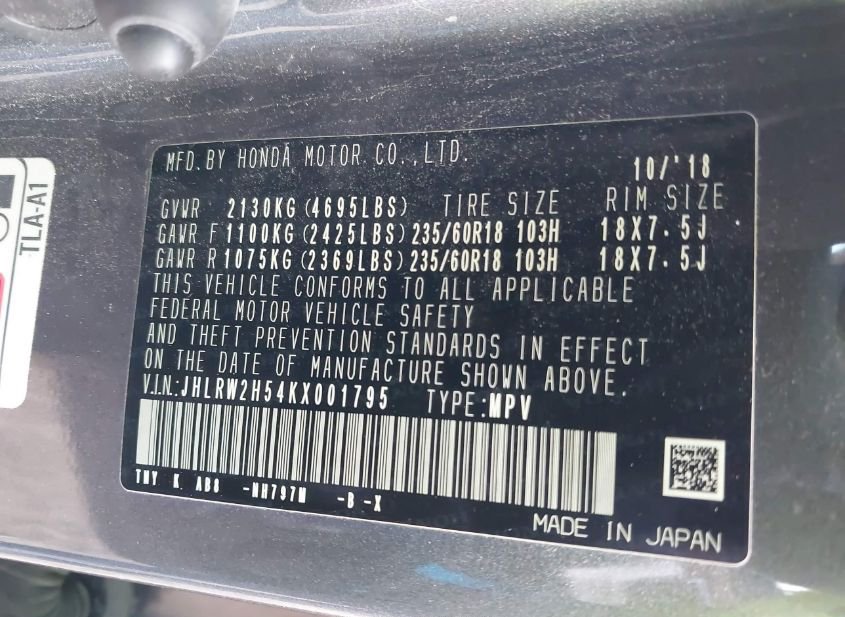 TLA-A1
MFD.BY HONDA MOTOR CO.,LTD. 10/'18
GVWR 2130KG(4695LBS) TIRE SIZE RIM SIZE
GAWR F1100KG(2425LBS)235/60R18 103H 18X7.5J
GAWR R1075KG(2369LBS)235/60R18 103H 18X7.5J
THIS VEHICLE CONFORMS TO ALL APPLICABLE
FEDERAL MOTOR VEHICLE SAFETY
AND THEFT PREVENTION STANDARDS IN EFFECT
ON THE DATE OF MANUFACTURE SHOWN ABOVE.
V.I.N:JHLRW2H54KX001795 TYPE:MPV
TNY K AB8 -NH797M -B -X
MADE IN JAPAN